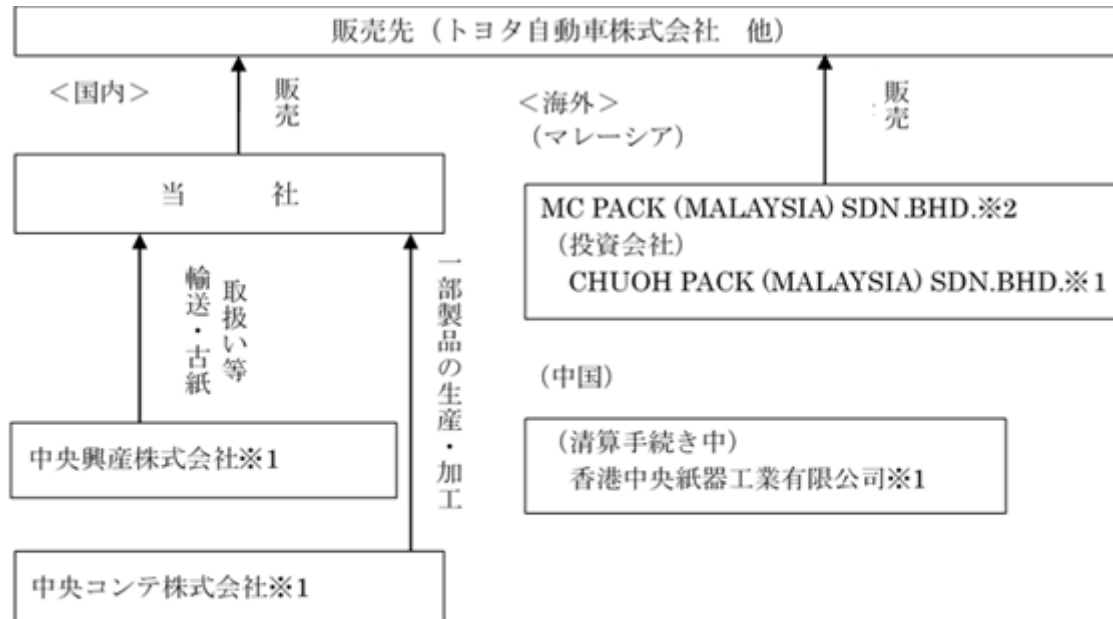 販売先（トヨタ自動車株式会社　他）
＜国内＞
販売
＜海外＞
（マレーシア）
販売
当　　社
MC PACK (MALAYSIA) SDN.BHD.※2
（投資会社）
CHUOH PACK (MALAYSIA) SDN.BHD.※1
輸送・古紙
取扱い等
一部製品の生産・加工
（中国）
中央興産株式会社※1
（清算手続き中）
香港中央紙器工業有限公司※1
中央コンテ株式会社※1